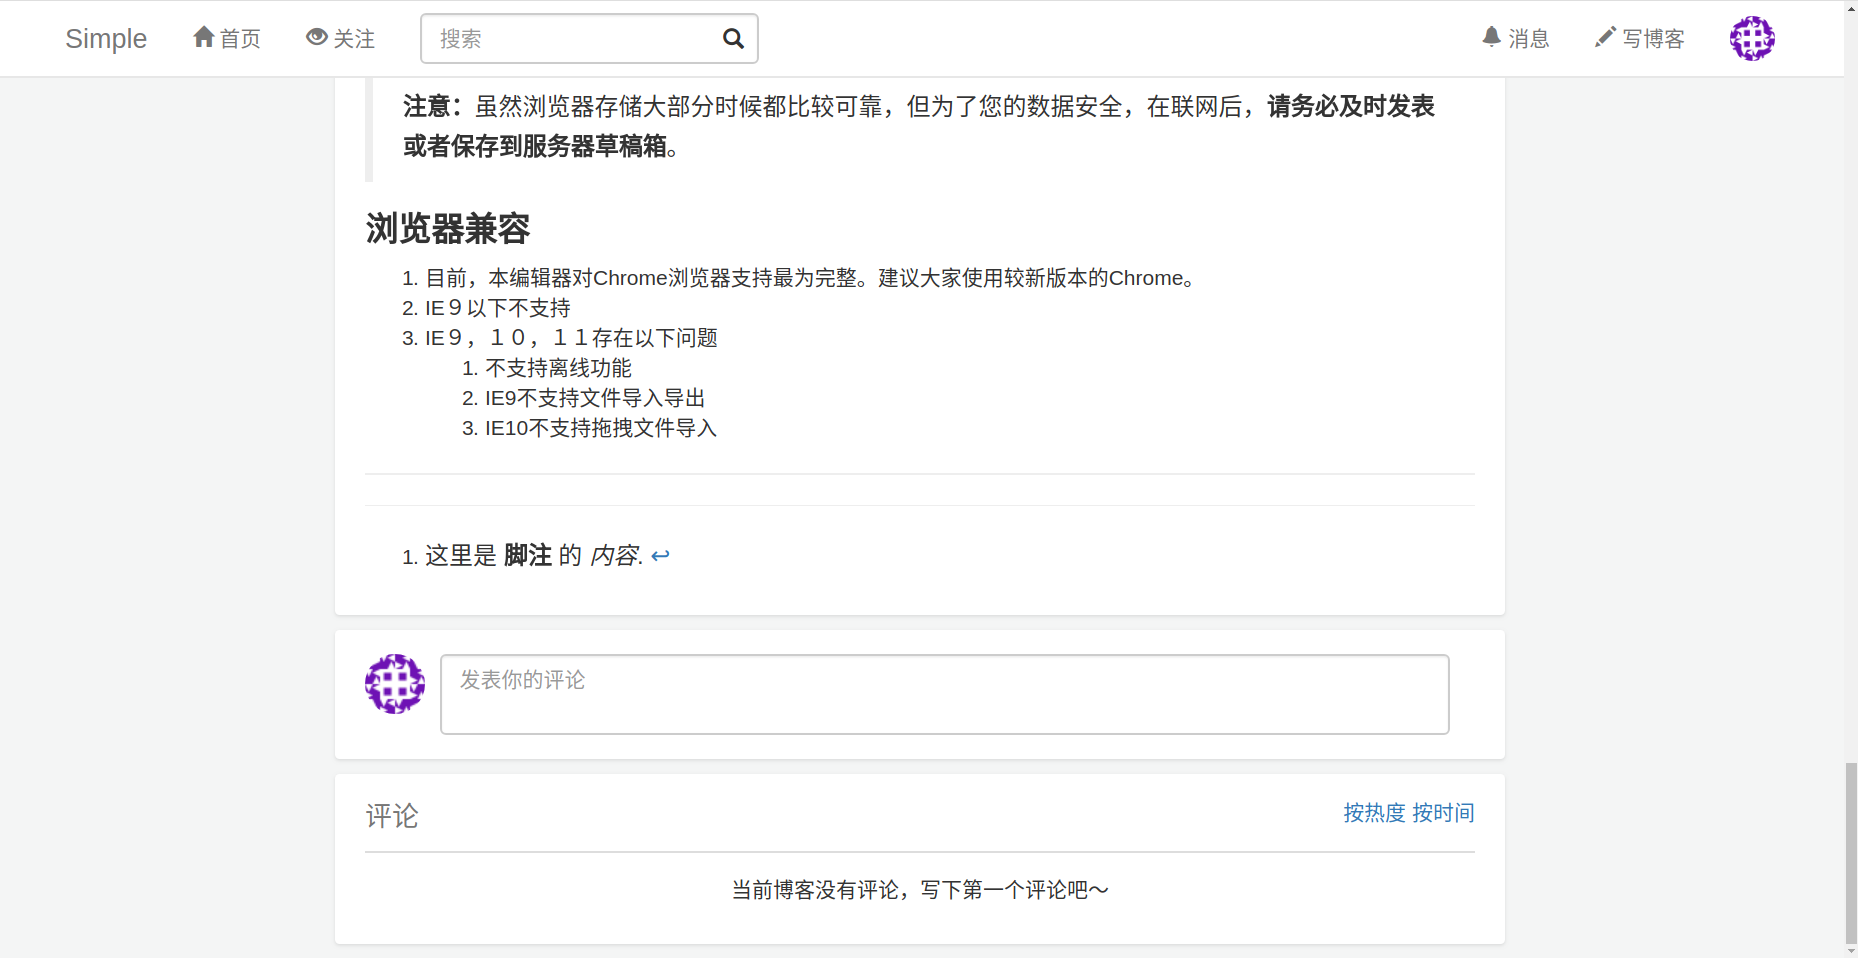 Simple 首页 关注 搜索 消息 写博客
注意：虽然浏览器存储大部分时候都比较可靠，但为了您的数据安全，在联网后，请务必及时发表
或者保存到服务器草稿箱。
浏览器兼容
1. 目前，本编辑器对Chrome浏览器支持最为完整。建议大家使用较新版本的Chrome。
2. IE９以下不支持
3. IE９，１０，１１存在以下问题
1. 不支持离线功能
2. IE9不支持文件导入导出
3. IE10不支持拖拽文件导入
1. 这里是 脚注 的 内容. ↩
发表你的评论
评论 按热度 按时间
当前博客没有评论，写下第一个评论吧～